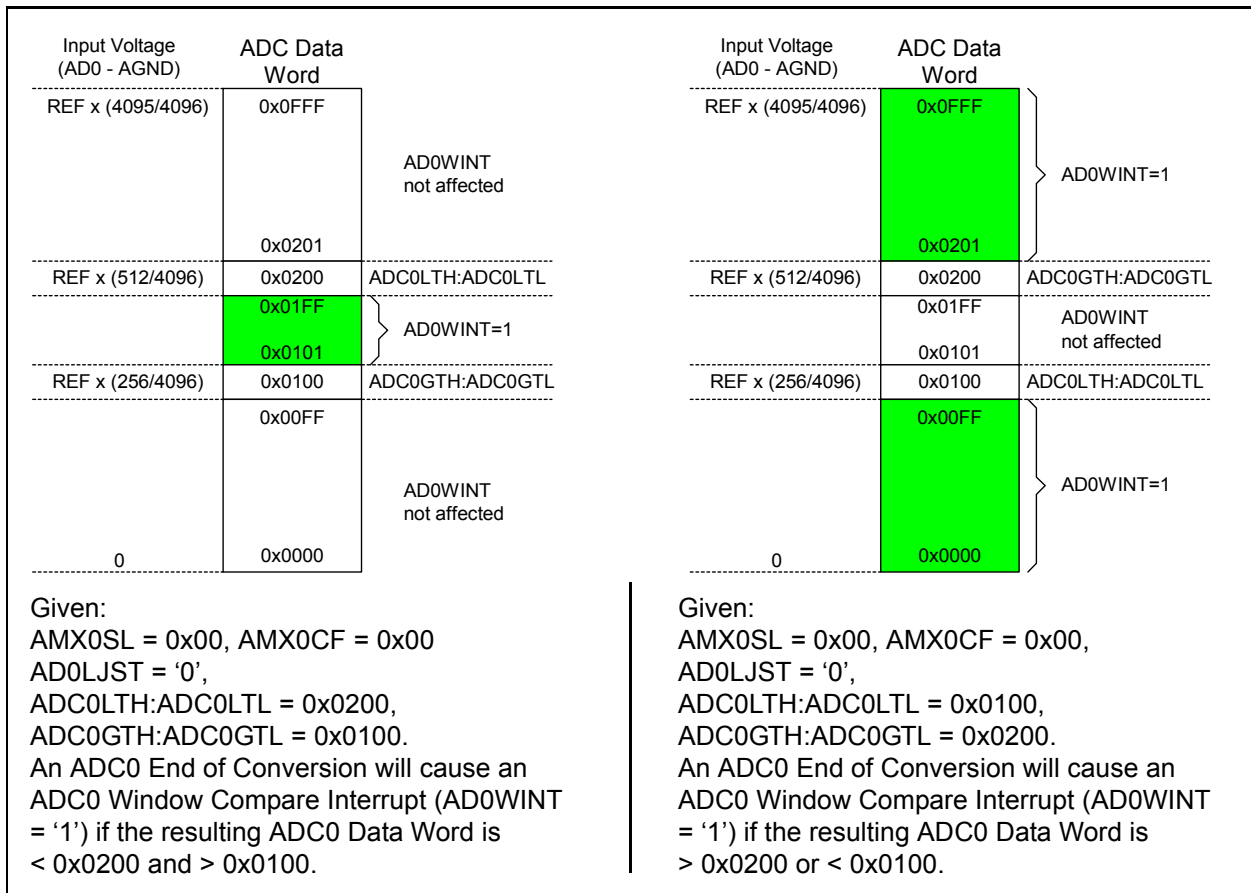 Input Voltage
(AD0 - AGND)
ADC Data
Word
REF x (4095/4096)
0x0FFF
AD0WINT
not affected
0x0201
REF x (512/4096)
0x0200
ADC0LTH:ADC0LTL
0x01FF
AD0WINT=1
0x0101
REF x (256/4096)
0x0100
ADC0GTH:ADC0GTL
0x00FF
AD0WINT
not affected
0
0x0000
Given:
AMX0SL = 0x00, AMX0CF = 0x00
AD0LJST = ‘0’,
ADC0LTH:ADC0LTL = 0x0200,
ADC0GTH:ADC0GTL = 0x0100.
An ADC0 End of Conversion will cause an
ADC0 Window Compare Interrupt (AD0WINT
= ‘1’) if the resulting ADC0 Data Word is
< 0x0200 and > 0x0100.
Input Voltage
(AD0 - AGND)
ADC Data
Word
REF x (4095/4096)
0x0FFF
AD0WINT=1
0x0201
REF x (512/4096)
0x0200
ADC0GTH:ADC0GTL
0x01FF
AD0WINT
not affected
0x0101
REF x (256/4096)
0x0100
ADC0LTH:ADC0LTL
0x00FF
AD0WINT=1
0
0x0000
Given:
AMX0SL = 0x00, AMX0CF = 0x00,
AD0LJST = ‘0’,
ADC0LTH:ADC0LTL = 0x0100,
ADC0GTH:ADC0GTL = 0x0200.
An ADC0 End of Conversion will cause an
ADC0 Window Compare Interrupt (AD0WINT
= ‘1’) if the resulting ADC0 Data Word is
> 0x0200 or < 0x0100.